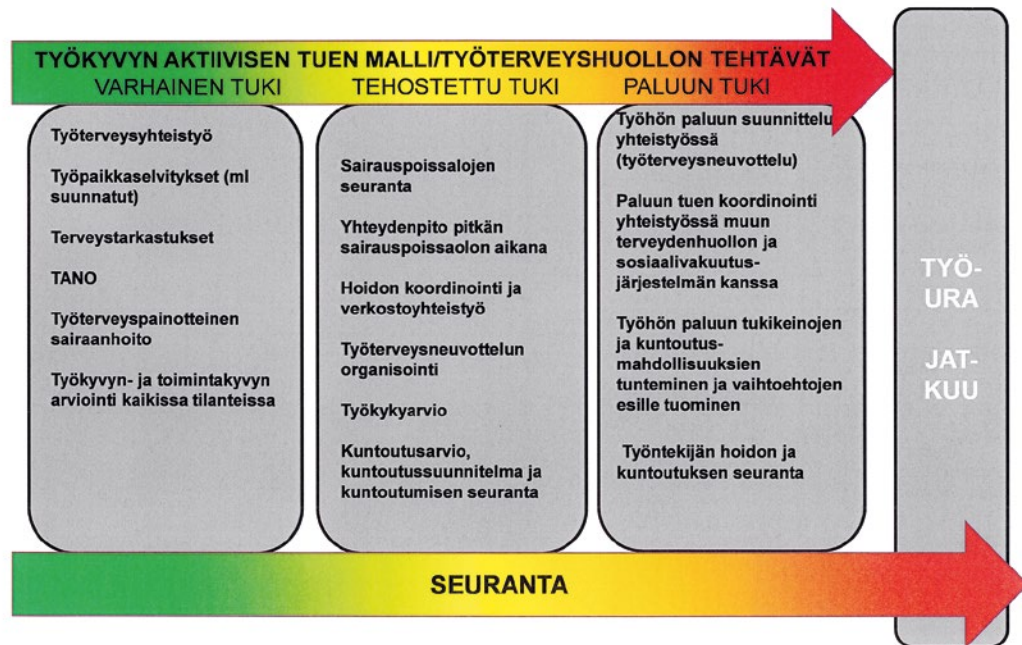 TYÖKYVYN AKTIIVISEN TUEN MALLI/TYÖTERVEYSHUOLLON TEHTÄVÄT
VARHAINEN TUKI
TEHOSTETTU TUKI
PALUUN TUKI
Työterveysyhteistyö
Työpaikkaselvitykset (ml
suunnatut)
Terveystarkastukset
TANO
Työterveyspainotteinen
sairaanhoito
Työkyvyn- ja toimintakyvyn
arviointi kaikissa tilanteissa
Sairauspoissalojen
seuranta
Yhteydenpito pitkän
sairauspoissaolon aikana
Hoidon koordinointi ja
verkostoyhteistyö
Työterveysneuvottelun
organisointi
Työkykyarvio
Kuntoutusarvio,
kuntoutussuunnitelma ja
kuntoutumisen seuranta
Työhön paluun suunnittelu
yhteistyössä
(työterveysneuvottelu)
Paluun tuen koordinointi
yhteistyössä muun
terveydenhuollon ja
sosiaalivakuutus-
järjestelmän kanssa
Työhön paluun tukikeinojen
ja kuntoutus-
mahdollisuuksien
tunteminen ja vaihtoehtojen
esille tuominen
Työntekijän hoidon ja
kuntoutuksen seuranta
TYÖ-
URA
JAT-
KUU
SEURANTA